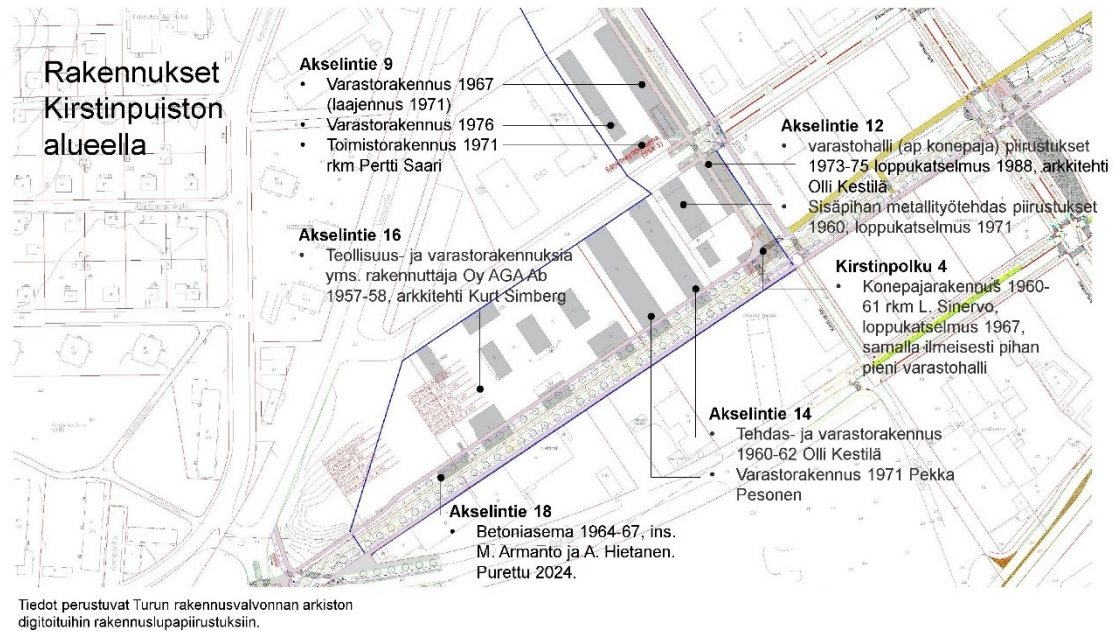 Rakennukset
Kirstinpuiston
alueella
Akselintie 9
• Varastorakennus 1967
(laajennus 1971)
• Varastorakennus 1976
• Toimistorakennus 1971
rkm Pertti Saari
Akselintie 12
• varastohalli (ap konepaja) piirustukset
1973-75 loppukatselmus 1988, arkkitehti
Olli Kestilä
• Sisäpihan metallityötehdas piirustukset
1960, loppukatselmus 1971
Akselintie 16
• Teollisuus- ja varastorakennuksia
yms. rakennuttaja Oy AGA Ab
1957-58, arkkitehti Kurt Simberg
Kirstinpolku 4
• Konepajarakennus 1960-
61 rkm L. Sinervo,
loppukatselmus 1967,
samalla ilmeisesti pihan
pieni varastohalli
Akselintie 14
• Tehdas- ja varastorakennus
1960-62 Olli Kestilä
• Varastorakennus 1971 Pekka
Pesonen
Akselintie 18
• Betoniasema 1964-67, ins.
M. Armanto ja A. Hietanen.
Purettu 2024.
Tiedot perustuvat Turun rakennusvalvonnan arkiston
digitoituihin rakennuslupapiirustuksiin.